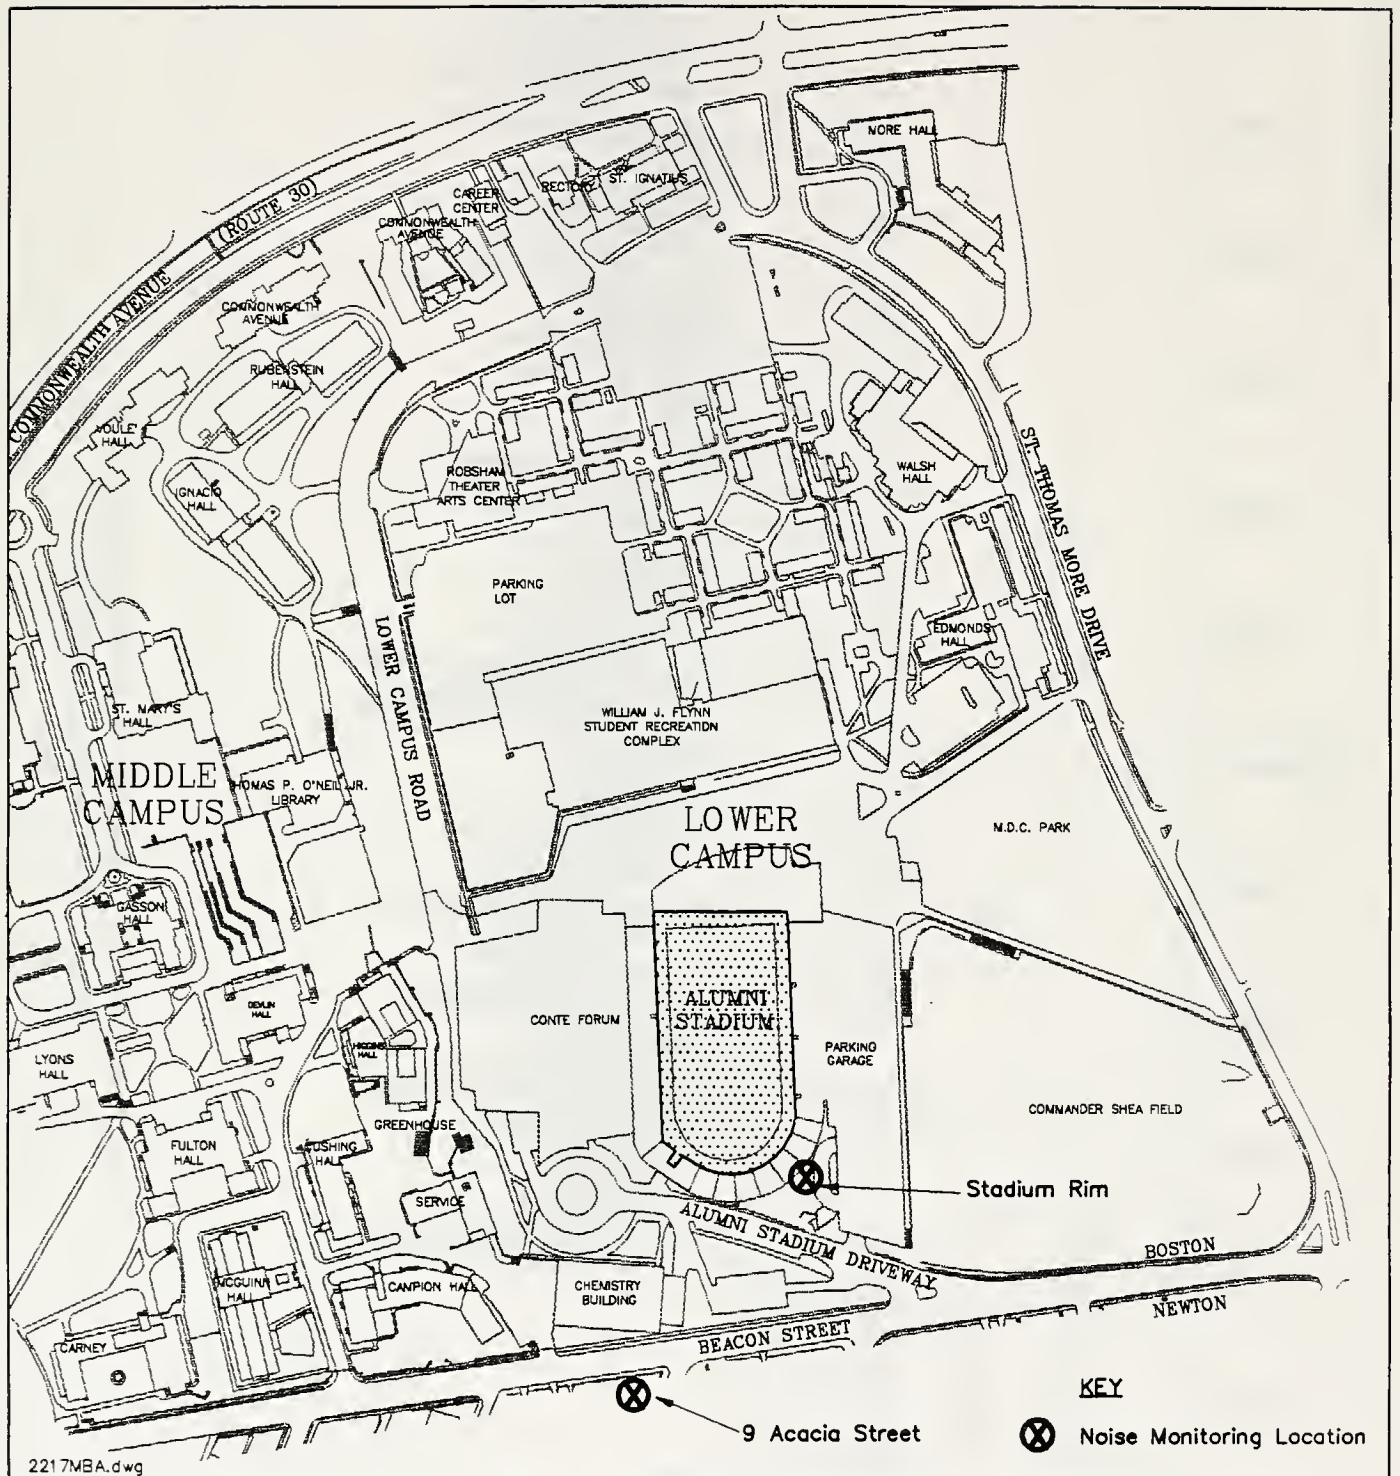 MORE HALL
ST. IGNATIUS
RECTORY
CAREER
CENTER
COMMONWEALTH
AVENUE
(ROUTE 30)
COMMONWEALTH AVENUE
COMMONWEALTH
AVENUE
RUBENSTEIN
HALL
VOULE'
HALL
IGNACIO
HALL
ROBSHAM
THEATER
ARTS CENTER
WALSH
HALL
ST. THOMAS MORE DRIVE
PARKING
LOT
EDMONDS
HALL
LOWER CAMPUS ROAD
ST. MARY'S
HALL
WILLIAM J. FLYNN
STUDENT RECREATION
COMPLEX
MIDDLE
CAMPUS
HOMAS P. O'NEIL JR.
LIBRARY
LOWER
CAMPUS
M.D.C. PARK
GASSON
HALL
DEVLIN
HALL
ALUMNI
STADIUM
CONTE FORUM
PARKING
GARAGE
HIGGINS
HALL
LYONS
HALL
COMMANDER SHEA FIELD
GREENHOUSE
FULTON
HALL
CUSHING
HALL
SERVICE
Stadium Rim
ALUMNI STADIUM DRIVEWAY
BOSTON
NEWTON
MCGUINN
HALL
CAMPION HALL
CHEMISTRY
BUILDING
BEACON STREET
CARNEY
KEY
9 Acacia Street
Noise Monitoring Location
2217MBA.dwg